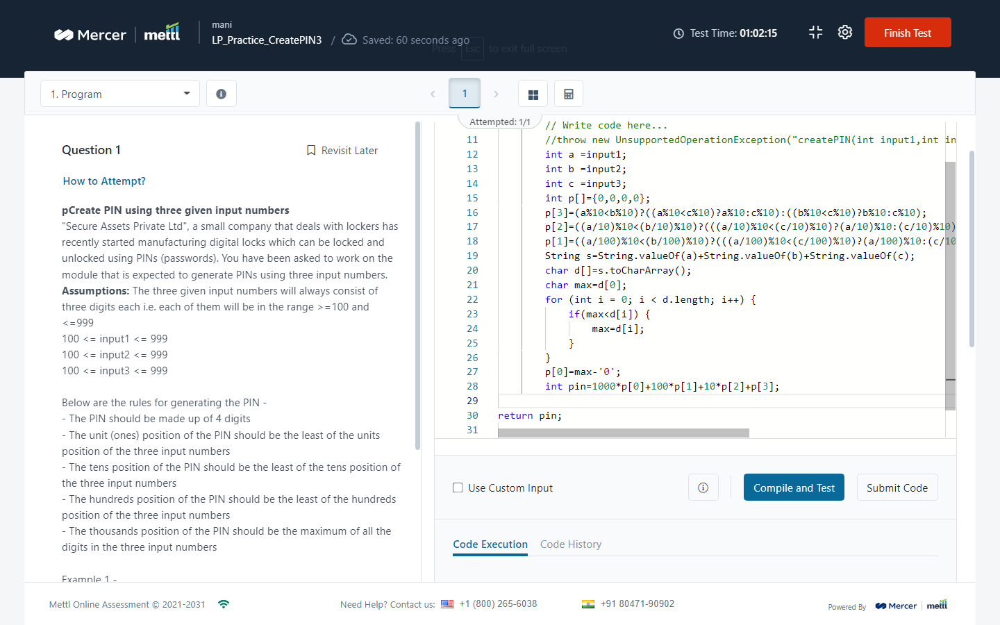 Mercer
mettl
mani
LP_Practice_CreatePIN3
/
Saved: 60 seconds ago
Press Esc to exit full screen
Test Time: 01:02:15
Finish Test
1. Program
1
Attempted: 1/1
Question 1
Revisit Later
How to Attempt?
pCreate PIN using three given input numbers
"Secure Assets Private Ltd", a small company that deals with lockers has
recently started manufacturing digital locks which can be locked and
unlocked using PINs (passwords). You have been asked to work on the
module that is expected to generate PINs using three input numbers.
Assumptions: The three given input numbers will always consist of
three digits each i.e. each of them will be in the range >=100 and
<=999
100 <= input1 <= 999
100 <= input2 <= 999
100 <= input3 <= 999
Below are the rules for generating the PIN -
- The PIN should be made up of 4 digits
- The unit (ones) position of the PIN should be the least of the units
position of the three input numbers
- The tens position of the PIN should be the least of the tens position of
the three input numbers
- The hundreds position of the PIN should be the least of the hundreds
position of the three input numbers
- The thousands position of the PIN should be the maximum of all the
digits in the three input numbers
Example 1 -
// Write code here...
11 //throw new UnsupportedOperationException("createPIN(int input1,int in
12 int a =input1;
13 int b =input2;
14 int c =input3;
15 int p[]={0,0,0,0};
16 p[3]=(a%10<b%10)?((a%10<c%10)?a%10:c%10):((b%10<c%10)?b%10:c%10);
17 p[2]=((a/10)%10<(b/10)%10)?(((a/10)%10<(c/10)%10)?(a/10)%10:(c/10)%10)
18 p[1]=((a/100)%10<(b/100)%10)?(((a/100)%10<(c/100)%10)?(a/100)%10:(c/10
19 String s=String.valueOf(a)+String.valueOf(b)+String.valueOf(c);
20 char d[]=s.toCharArray();
21 char max=d[0];
22 for (int i = 0; i < d.length; i++) {
23 if(max<d[i]) {
24 max=d[i];
25 }
26 }
27 p[0]=max-'0';
28 int pin=1000*p[0]+100*p[1]+10*p[2]+p[3];
29
30 return pin;
31
Use Custom Input
Compile and Test
Submit Code
Code Execution
Code History
Mettl Online Assessment © 2021-2031
Need Help? Contact us:
+1 (800) 265-6038
+91 80471-90902
Powered By
Mercer
mettl